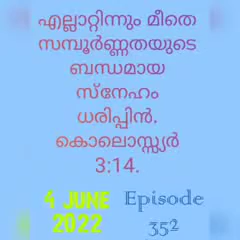 എല്ലാറ്റിന്നും മീതെ
സമ്പൂർണ്ണതയുടെ
ബന്ധമായ
സ്നേഹം
ധരിപ്പിൻ.
കൊലൊസ്സ്യർ
3:14.
4 JUNE
2022
Episode
352